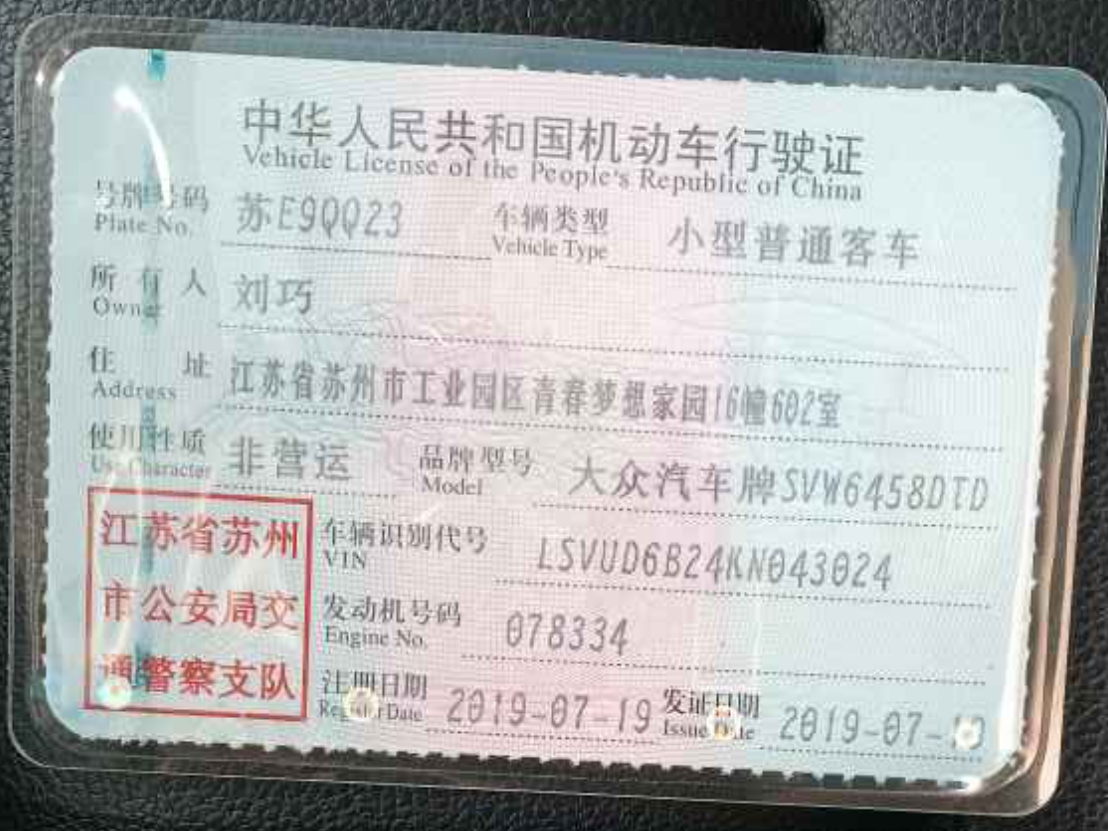 中华人民共和国机动车行驶证
Vehicle License of the People's Republic of China
号牌号码 苏E9QQ23 车辆类型 小型普通客车
Plate No. Vehicle Type
所有人 刘巧
Owner
住址 江苏省苏州市工业园区青春梦想家园16幢602室
Address
使用性质 非营运 品牌型号 大众汽车牌SVW6458DTD
Use Character Model
江苏省苏州
市公安局交
通警察支队
车辆识别代号 LSVUD6B24KN043024
VIN
发动机号码 078334
Engine No.
注册日期 2019-07-19 发证日期 2019-07-
Register Date Issue Date